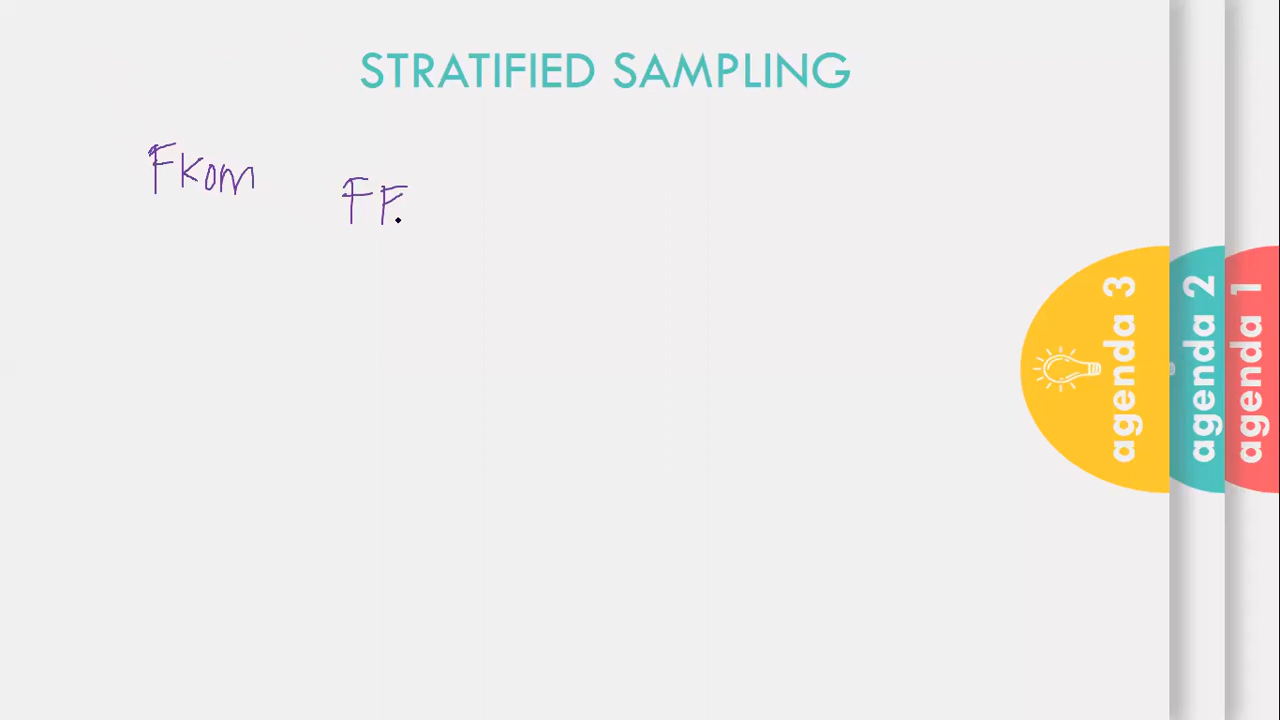 STRATIFIED SAMPLING
Fkom
FF
agenda 3
agenda 2
agenda 1